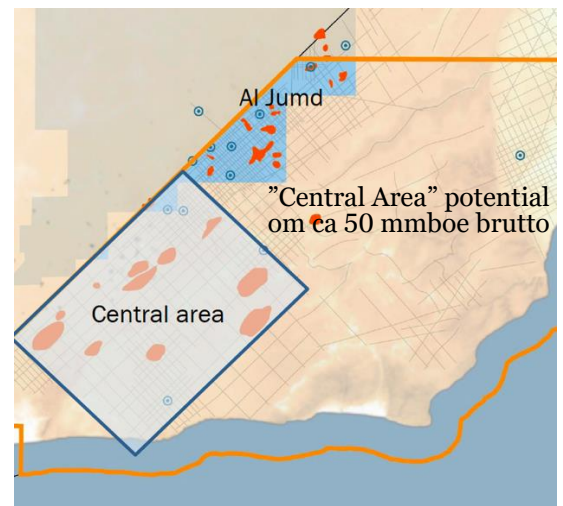 Al Jumd
”Central Area” potential
om ca 50 mmboe brutto
Central area